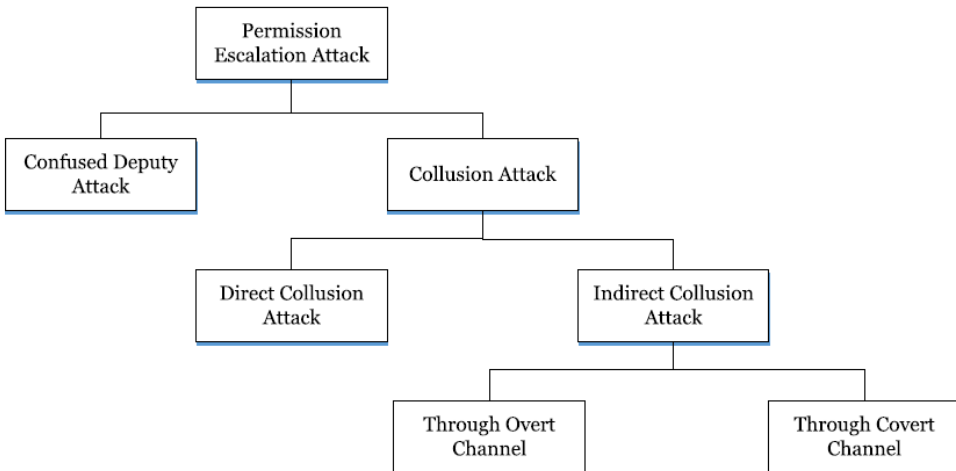 Permission
Escalation Attack
Confused Deputy
Attack
Collusion Attack
Direct Collusion
Attack
Indirect Collusion
Attack
Through Overt
Channel
Through Covert
Channel